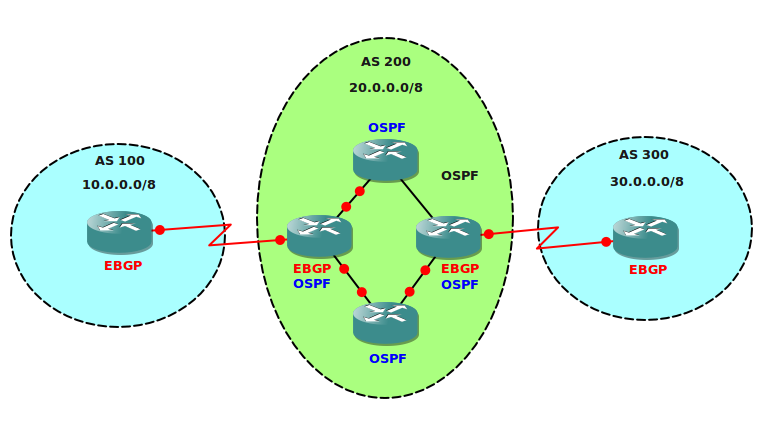 AS 100
10.0.0.0/8
EBGP
AS 200
20.0.0.0/8
OSPF
OSPF
EBGP
OSPF
EBGP
OSPF
OSPF
AS 300
30.0.0.0/8
EBGP